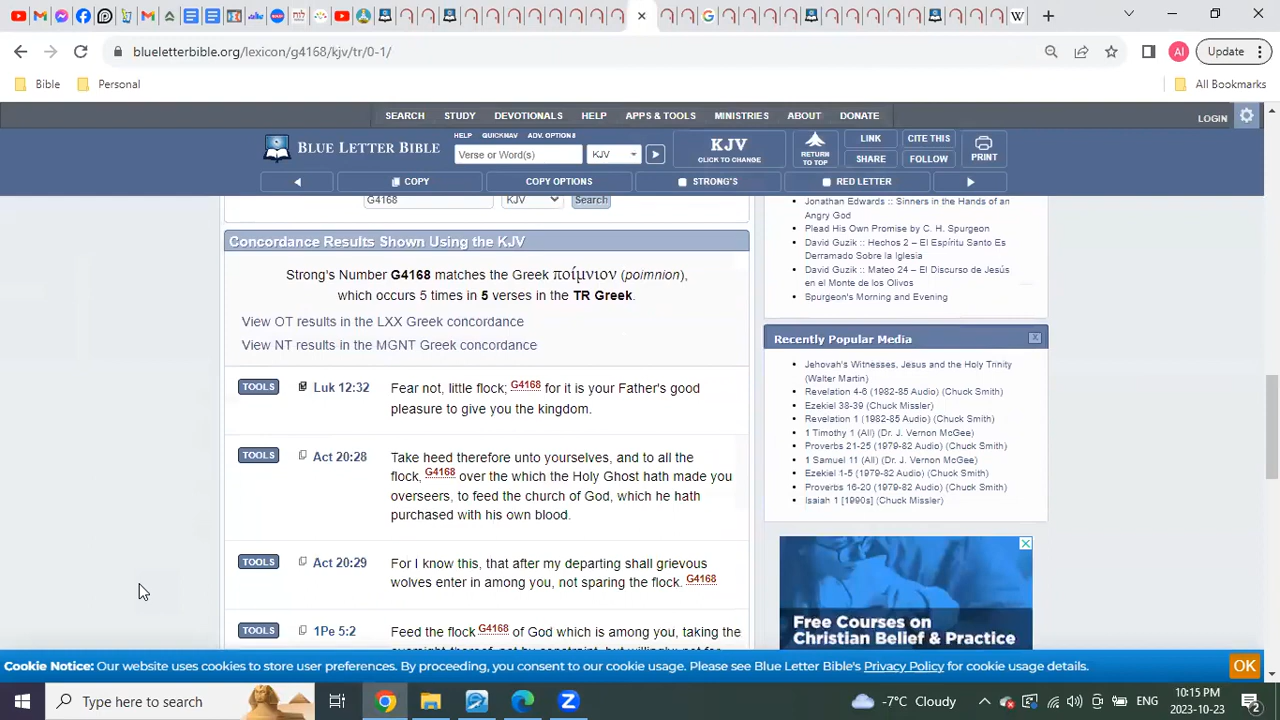 blueletterbible.org/lexicon/g4168/kjv/tr/0-1/
AI
Update
Bible
Personal
All Bookmarks
SEARCH STUDY DEVOTIONALS HELP APPS & TOOLS MINISTRIES ABOUT DONATE
LOGIN
HELP QUICKNAV ADV. OPTIONS
BLUE LETTER BIBLE
Verse or Word(s)
KJV
KJV
CLICK TO CHANGE
RETURN
TO TOP
LINK
CITE THIS
SHARE
FOLLOW
PRINT
COPY
COPY OPTIONS
STRONG'S
RED LETTER
G4168
KJV
Search
Concordance Results Shown Using the KJV
Strong's Number G4168 matches the Greek ποίμνιον (poimnion),
which occurs 5 times in 5 verses in the TR Greek.
View OT results in the LXX Greek concordance
View NT results in the MGNT Greek concordance
TOOLS
Luk 12:32
Fear not, little flock; G4168 for it is your Father's good
pleasure to give you the kingdom.
TOOLS
Act 20:28
Take heed therefore unto yourselves, and to all the
flock, G4168 over the which the Holy Ghost hath made you
overseers, to feed the church of God, which he hath
purchased with his own blood.
TOOLS
Act 20:29
For I know this, that after my departing shall grievous
wolves enter in among you, not sparing the flock. G4168
TOOLS
1Pe 5:2
Feed the flock G4168 of God which is among you, taking the
Jonathan Edwards :: Sinners in the Hands of an
Angry God
Plead His Own Promise by C. H. Spurgeon
David Guzik :: Hechos 2 – El Espíritu Santo Es
Derramado Sobre la Iglesia
David Guzik :: Mateo 24 – El Discurso de Jesús
en el Monte de los Olivos
Spurgeon's Morning and Evening
Recently Popular Media
Jehovah's Witnesses, Jesus and the Holy Trinity
(Walter Martin)
Revelation 4-6 (1982-85 Audio) (Chuck Smith)
Ezekiel 38-39 (Chuck Missler)
Revelation 1 (1982-85 Audio) (Chuck Smith)
1 Timothy 1 (All) (Dr. J. Vernon McGee)
Proverbs 21-25 (1979-82 Audio) (Chuck Smith)
1 Samuel 11 (All) (Dr. J. Vernon McGee)
Ezekiel 1-5 (1979-82 Audio) (Chuck Smith)
Proverbs 16-20 (1979-82 Audio) (Chuck Smith)
Isaiah 1 [1990s] (Chuck Missler)
Free Courses on
Christian Belief & Practice
Cookie Notice: Our website uses cookies to store user preferences. By proceeding, you consent to our cookie usage. Please see Blue Letter Bible's Privacy Policy for cookie usage details.
OK
Type here to search
-7°C Cloudy
ENG
10:15 PM
2023-10-23
2